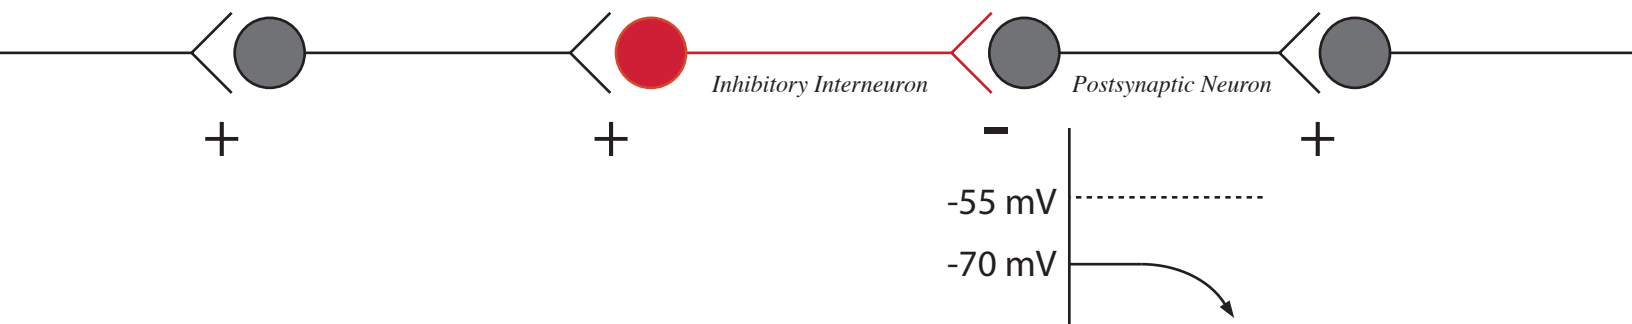 Inhibitory Interneuron
Postsynaptic Neuron
+
+
-
+
-55 mV
-70 mV